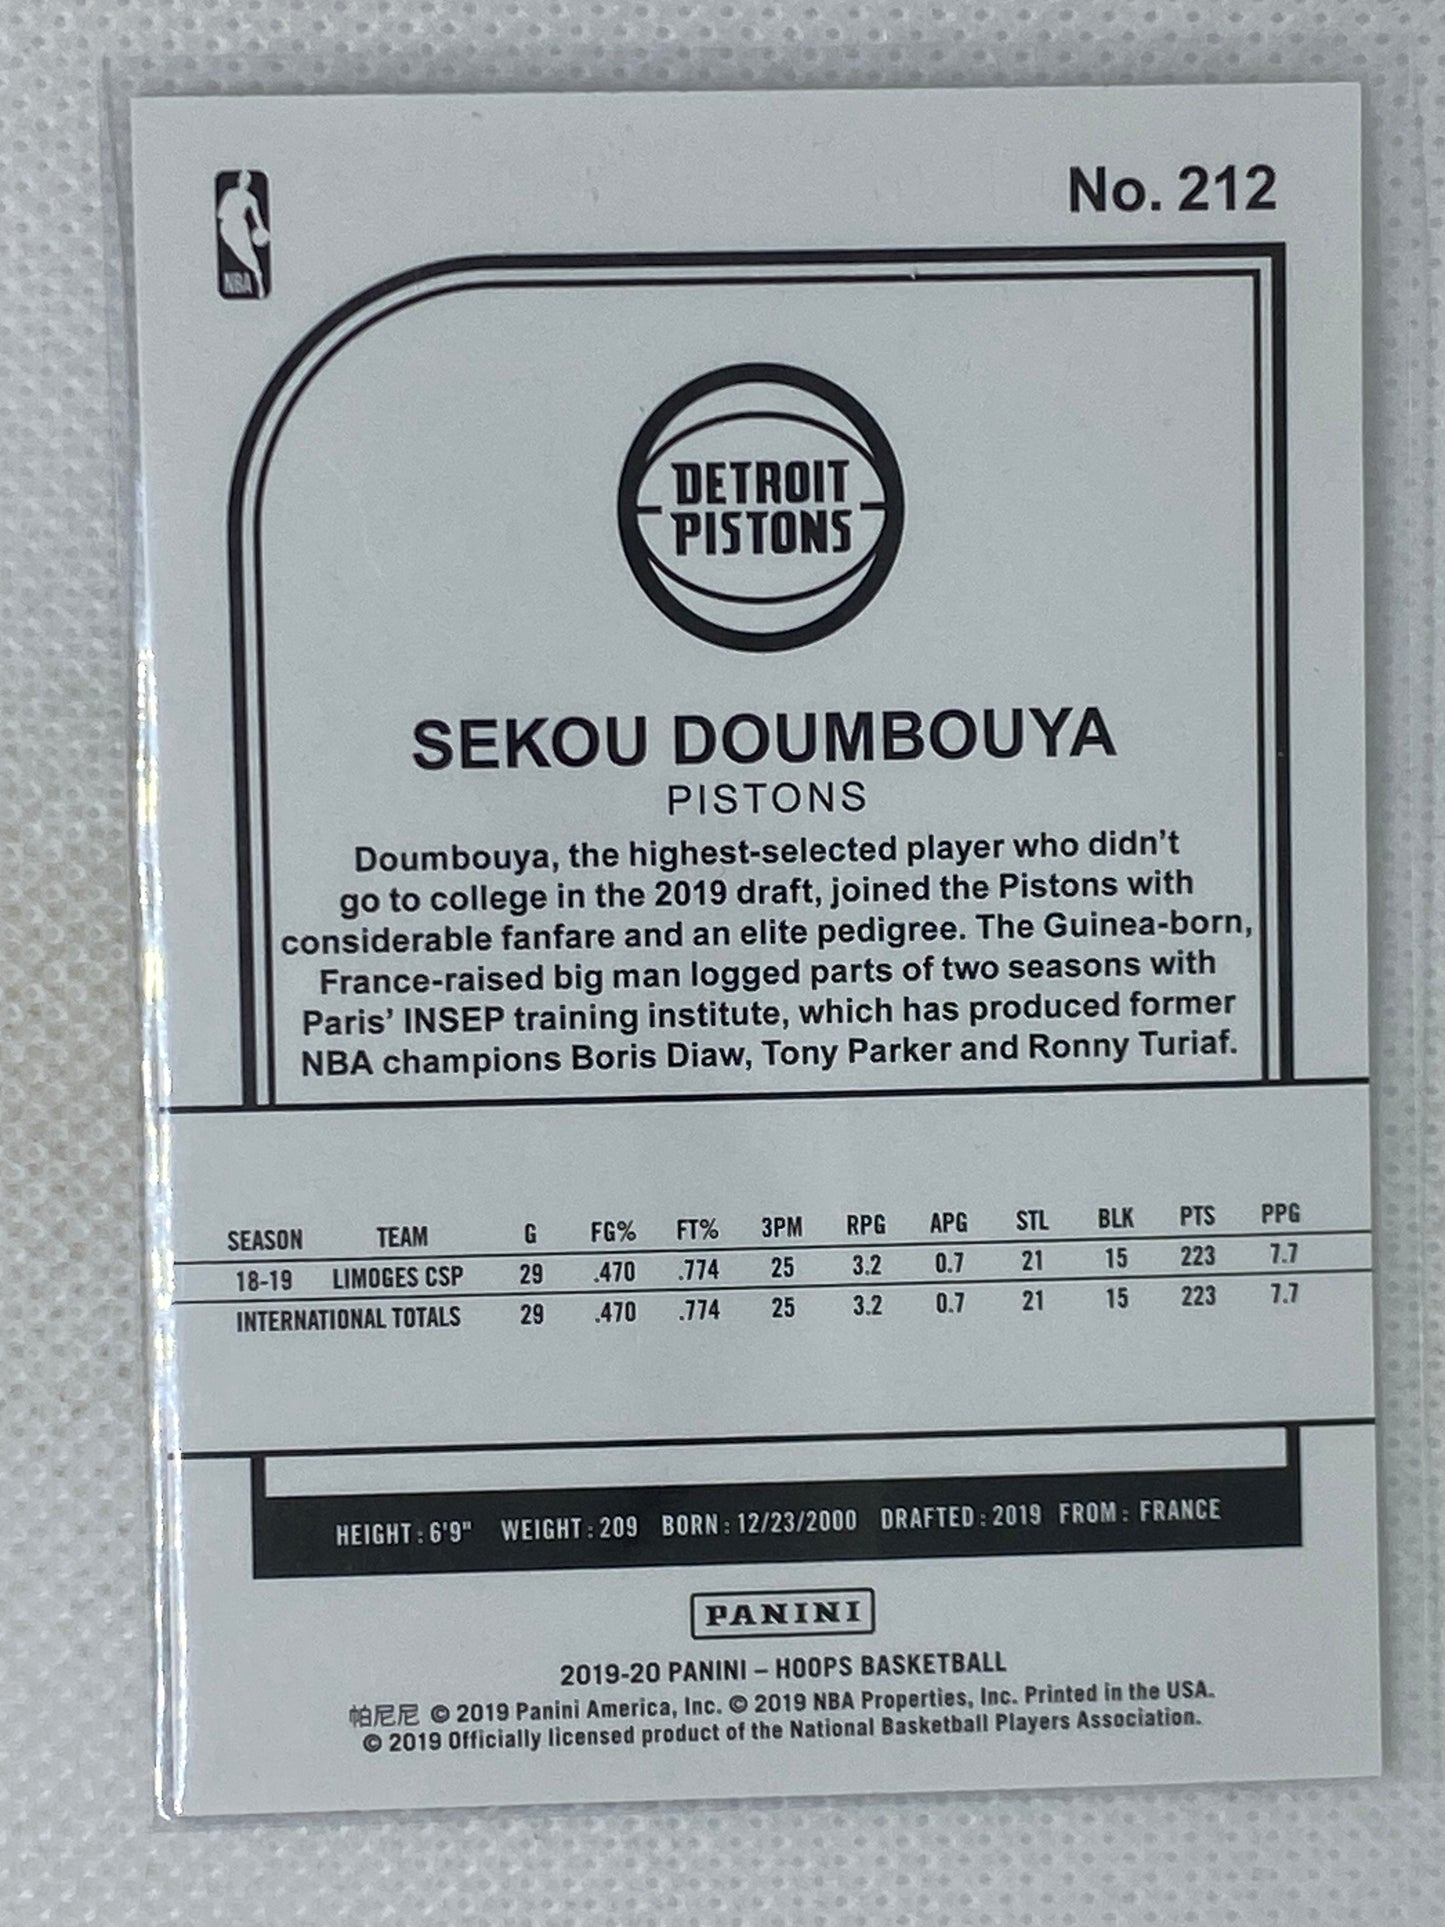 NBA
No. 212
DETROIT
PISTONS
SEKOU DOUMBOUYA
PISTONS
Doumbouya, the highest-selected player who didn't
go to college in the 2019 draft, joined the Pistons with
considerable fanfare and an elite pedigree. The Guinea-born,
France-raised big man logged parts of two seasons with
Paris' INSEP training institute, which has produced former
NBA champions Boris Diaw, Tony Parker and Ronny Turiaf.
SEASON TEAM G FG% FT% 3PM RPG APG STL BLK PTS PPG
18-19 LIMOGES CSP 29 .470 .774 25 3.2 0.7 21 15 223 7.7
INTERNATIONAL TOTALS 29 .470 .774 25 3.2 0.7 21 15 223 7.7
HEIGHT: 6'9" WEIGHT: 209 BORN: 12/23/2000 DRAFTED: 2019 FROM: FRANCE
PANINI
2019-20 PANINI – HOOPS BASKETBALL
帕尼尼 © 2019 Panini America, Inc. © 2019 NBA Properties, Inc. Printed in the USA.
© 2019 Officially licensed product of the National Basketball Players Association.